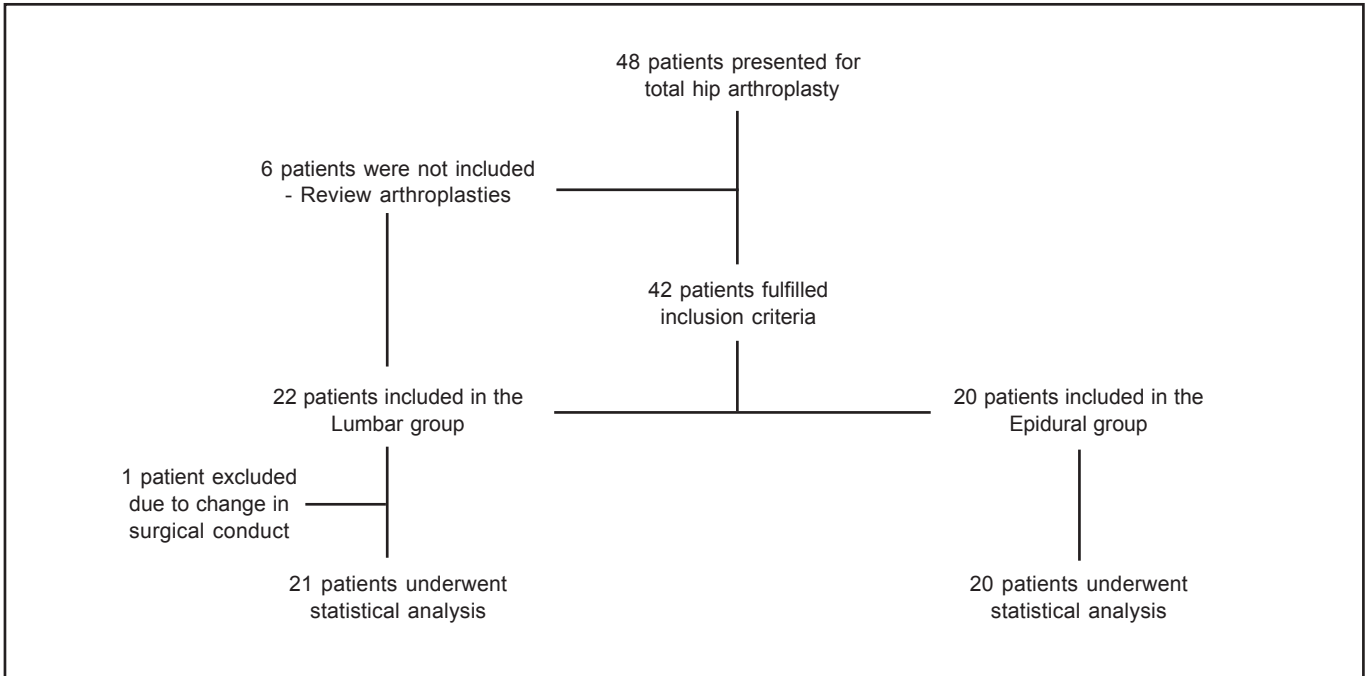 48 patients presented for
total hip arthroplasty
6 patients were not included
- Review arthroplasties
42 patients fulfilled
inclusion criteria
22 patients included in the
Lumbar group
20 patients included in the
Epidural group
1 patient excluded
due to change in
surgical conduct
21 patients underwent
statistical analysis
20 patients underwent
statistical analysis